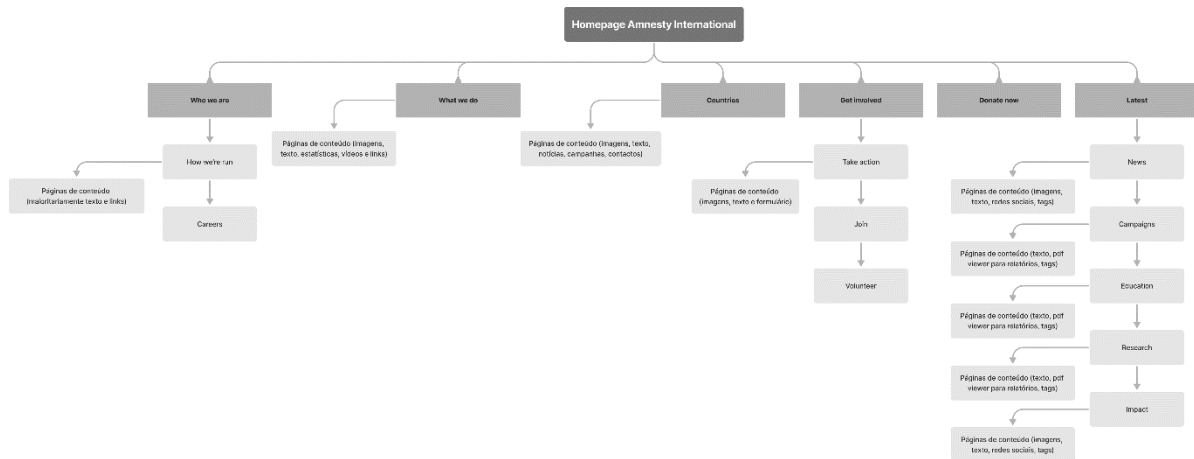 Homepage Amnesty International
Who we are
What we do
Countries
Get involved
Donate now
Latest
How we're run
Páginas de conteúdo
(maioritariamente texto e links)
Careers
Páginas de conteúdo (imagens,
texto, estatísticas, vídeos e links)
Páginas de conteúdo (imagens, texto,
notícias, campanhas, contactos)
Take action
Páginas de conteúdo
(imagens, texto e formulário)
Join
Volunteer
News
Páginas de conteúdo (imagens,
texto, redes sociais, tags)
Campaigns
Páginas de conteúdo (texto, pdf
viewer para relatórios, tags)
Education
Páginas de conteúdo (texto, pdf
viewer para relatórios, tags)
Research
Páginas de conteúdo (texto, pdf
viewer para relatórios, tags)
Impact
Páginas de conteúdo (imagens,
texto, redes sociais, tags)